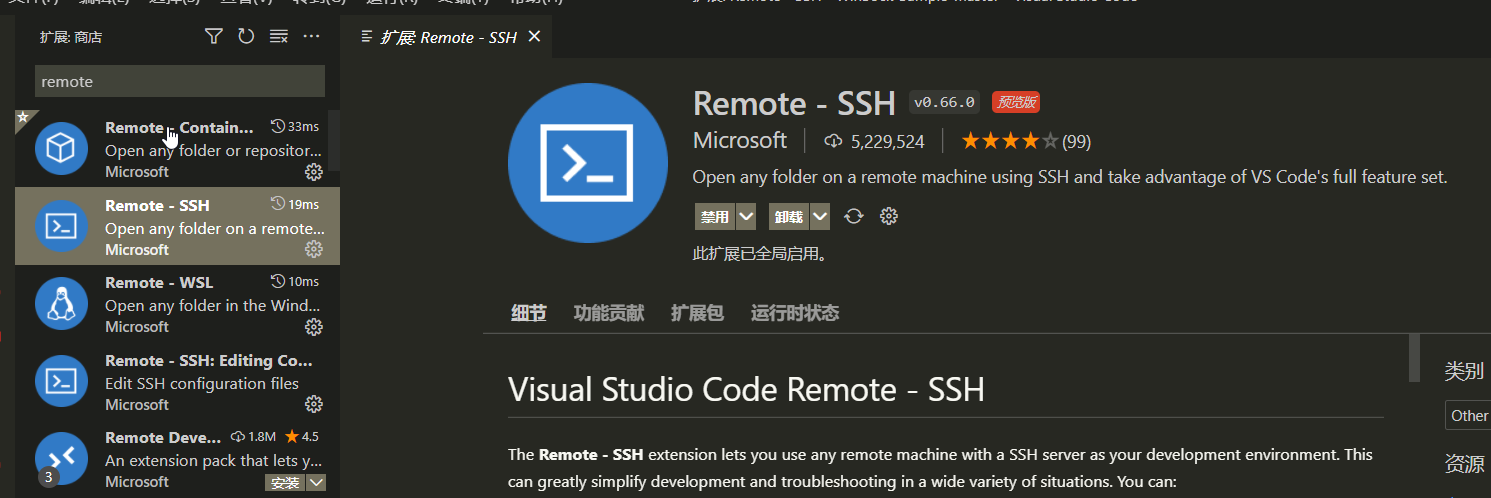 扩展: 商店
扩展: Remote - SSH
remote
Remote - Contain... 33ms
Open any folder or repositor...
Microsoft
Remote - SSH 19ms
Open any folder on a remote...
Microsoft
Remote - WSL 10ms
Open any folder in the Wind...
Microsoft
Remote - SSH: Editing Co...
Edit SSH configuration files
Microsoft
Remote Deve... 1.8M 4.5
An extension pack that lets y...
3
Microsoft 安装
Remote - SSH v0.66.0 预览版
Microsoft 5,229,524 (99)
Open any folder on a remote machine using SSH and take advantage of VS Code's full feature set.
禁用 卸载
此扩展已全局启用。
细节 功能贡献 扩展包 运行时状态
Visual Studio Code Remote - SSH
The Remote - SSH extension lets you use any remote machine with a SSH server as your development environment. This
can greatly simplify development and troubleshooting in a wide variety of situations. You can:
类别
Other
资源